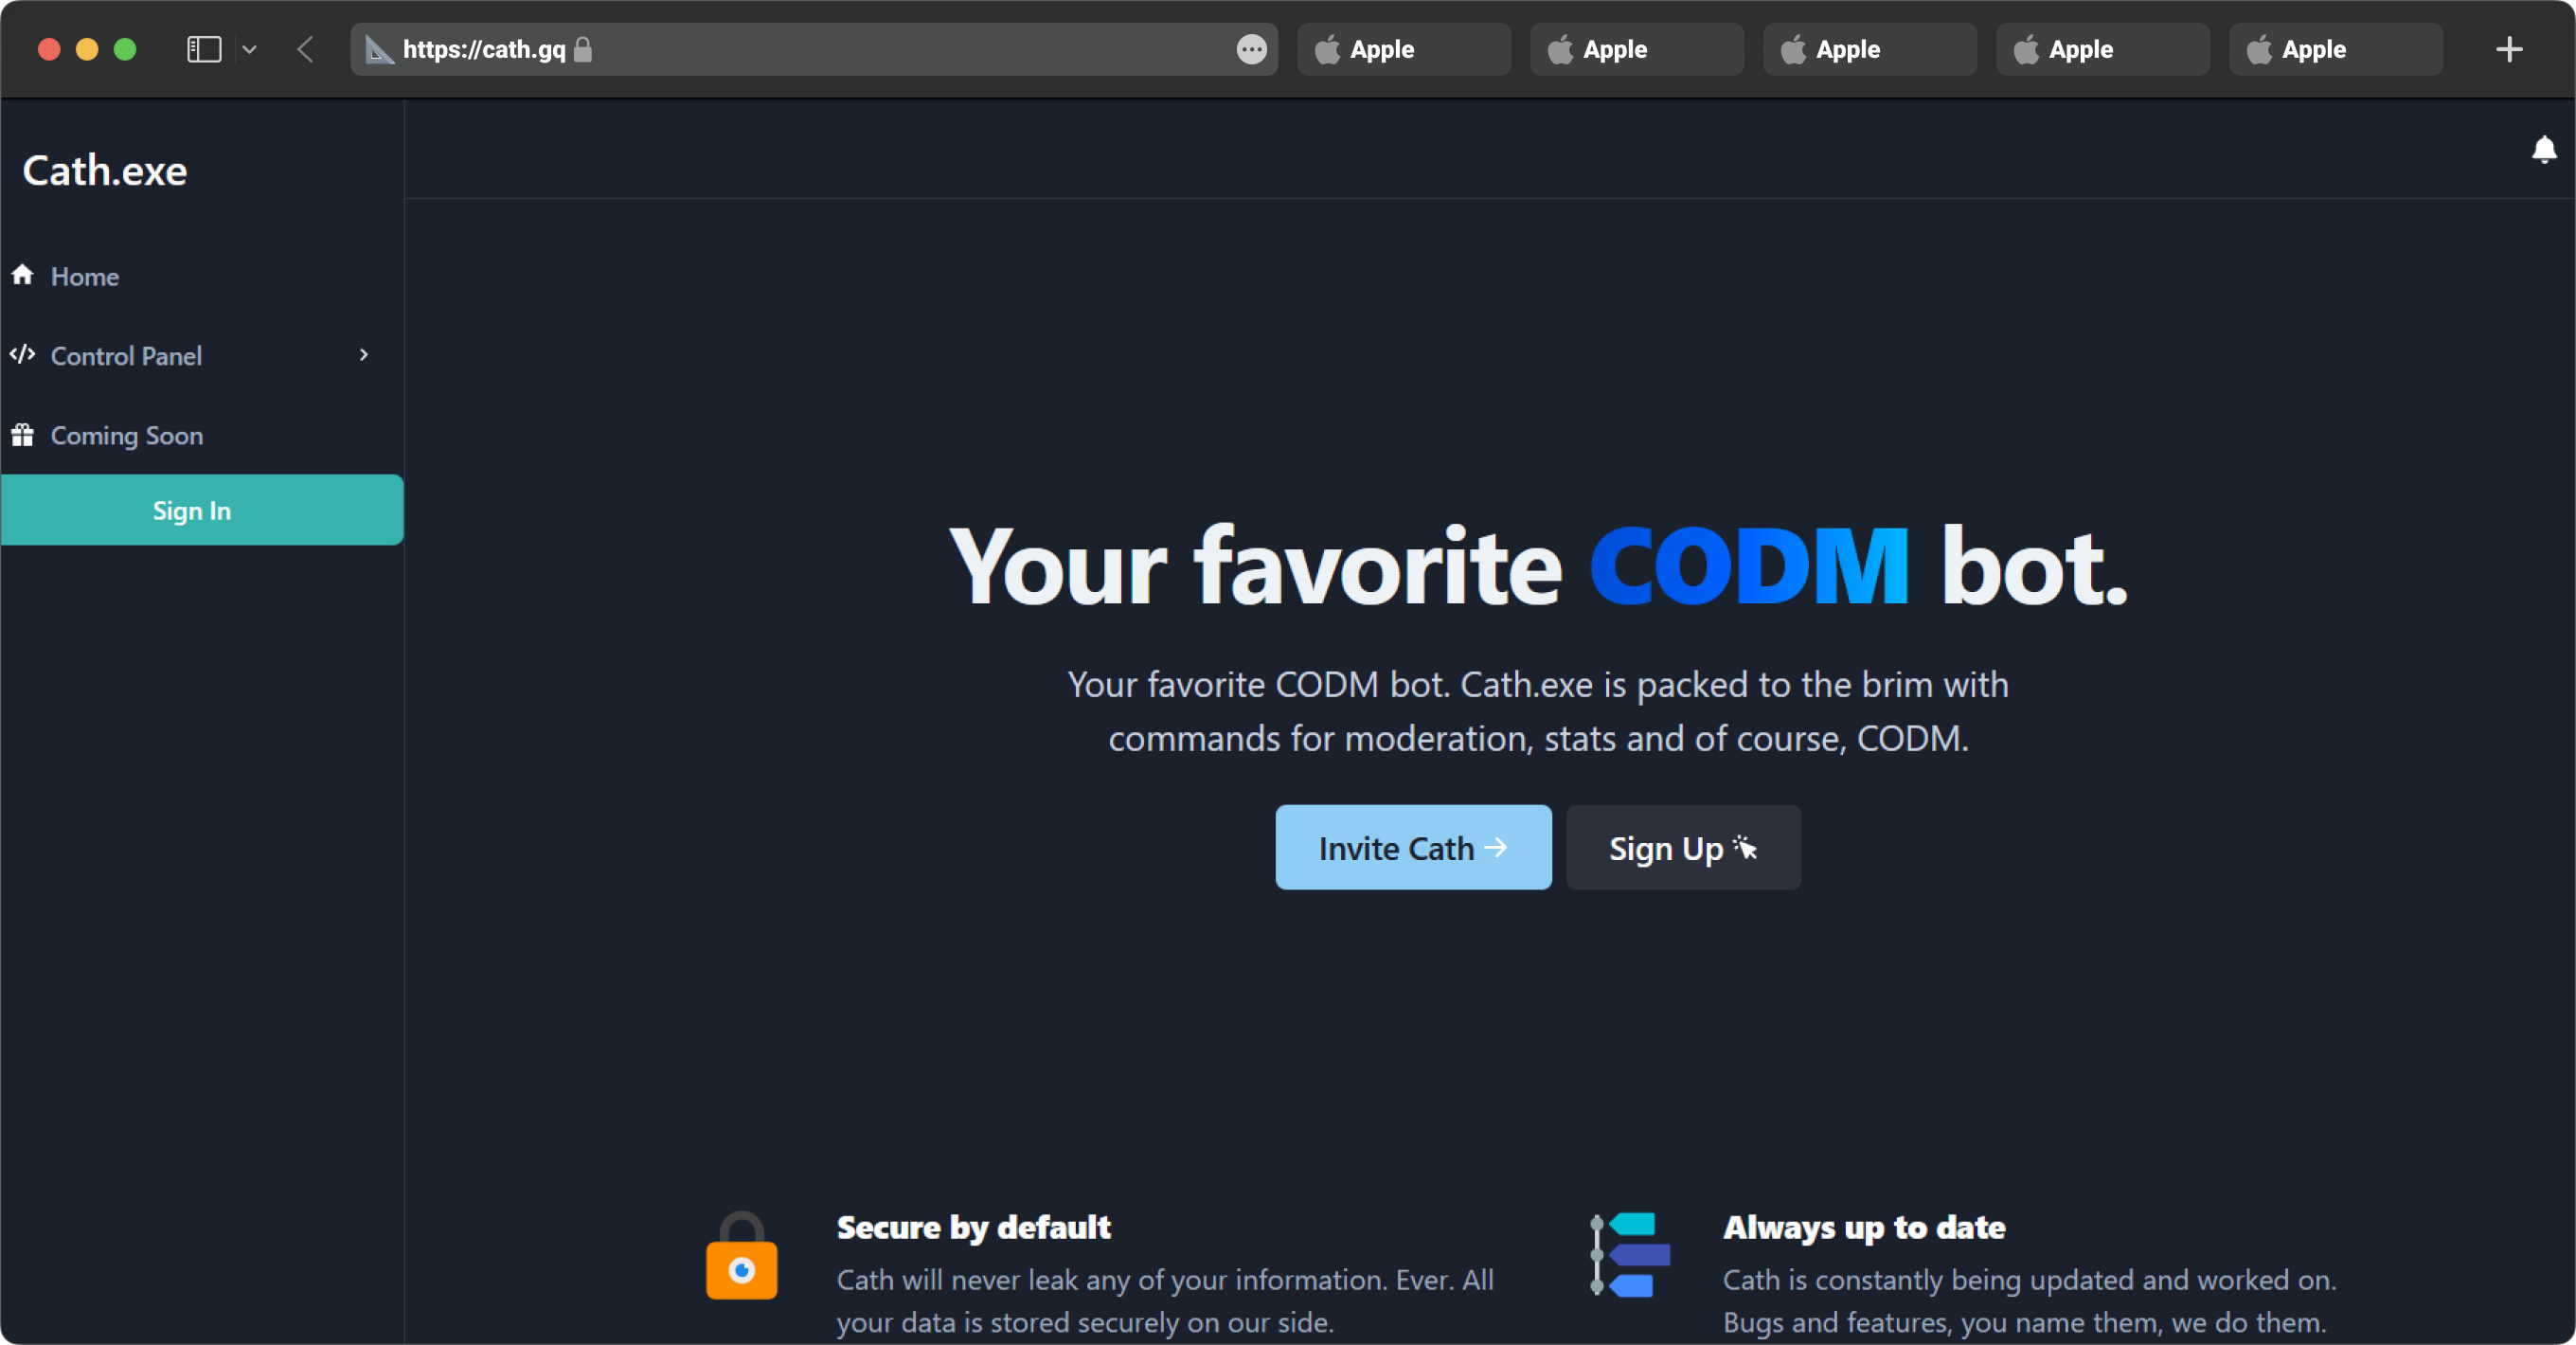 https://cath.gq
Apple
Apple
Apple
Apple
Apple
Cath.exe
Home
Control Panel
Coming Soon
Sign In
Your favorite CODM bot.
Your favorite CODM bot. Cath.exe is packed to the brim with
commands for moderation, stats and of course, CODM.
Invite Cath
Sign Up
Secure by default
Cath will never leak any of your information. Ever. All
your data is stored securely on our side.
Always up to date
Cath is constantly being updated and worked on.
Bugs and features, you name them, we do them.